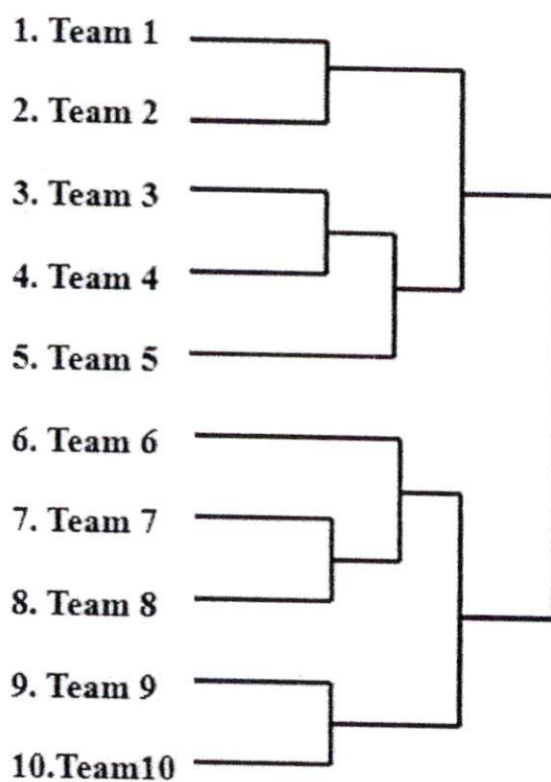 1. Team 1
2. Team 2
3. Team 3
4. Team 4
5. Team 5
6. Team 6
7. Team 7
8. Team 8
9. Team 9
10.Team10